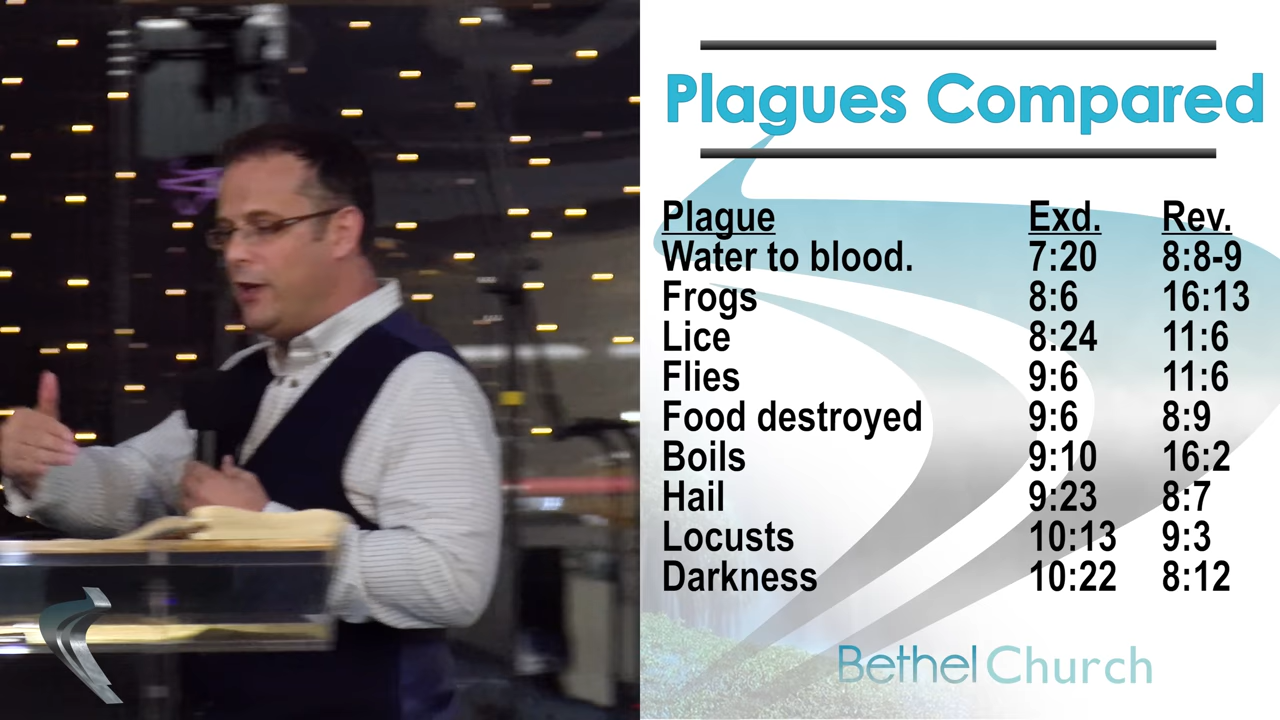 Plagues Compared
Plague Exd. Rev.
Water to blood. 7:20 8:8-9
Frogs 8:6 16:13
Lice 8:24 11:6
Flies 9:6 11:6
Food destroyed 9:6 8:9
Boils 9:10 16:2
Hail 9:23 8:7
Locusts 10:13 9:3
Darkness 10:22 8:12
Bethel Church